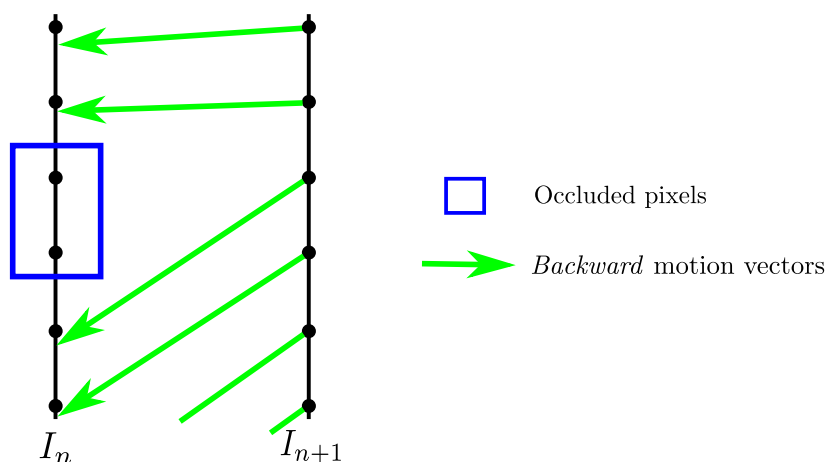 Occluded pixels
Backward motion vectors
I_n
I_{n+1}